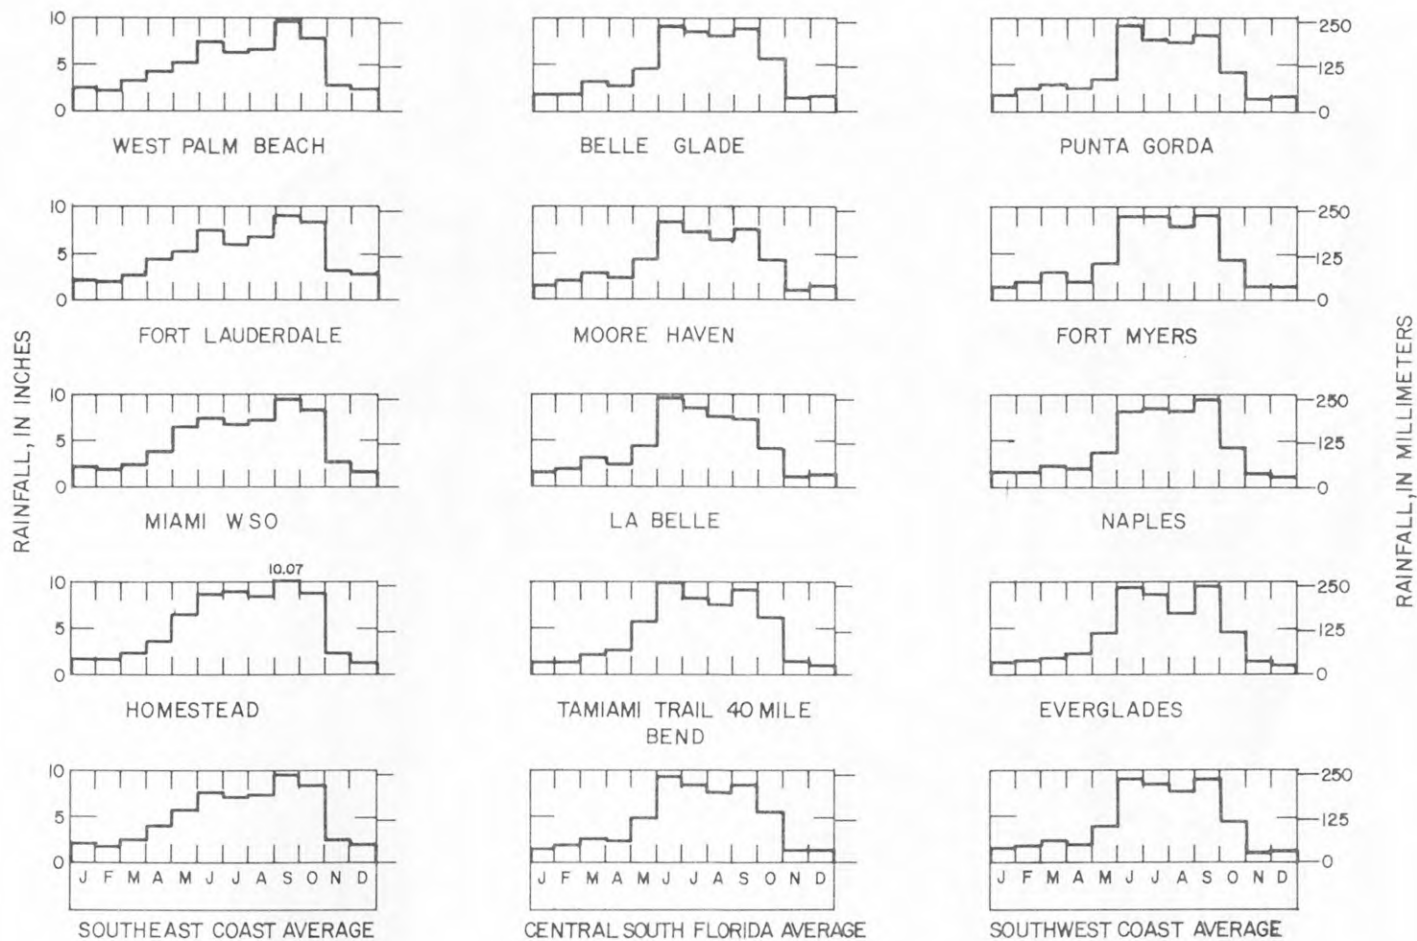 RAINFALL, IN INCHES
10
5
0
250
125
0
WEST PALM BEACH
BELLE GLADE
PUNTA GORDA
10
5
0
250
125
0
FORT LAUDERDALE
MOORE HAVEN
FORT MYERS
10
5
0
250
125
0
MIAMI WSO
LA BELLE
NAPLES
10.07
10
5
0
250
125
0
HOMESTEAD
TAMIAMI TRAIL 40 MILE
BEND
EVERGLADES
10
5
0
250
125
0
J F M A M J J A S O N D
J F M A M J J A S O N D
J F M A M J J A S O N D
SOUTHEAST COAST AVERAGE
CENTRAL SOUTH FLORIDA AVERAGE
SOUTHWEST COAST AVERAGE
RAINFALL, IN MILLIMETERS